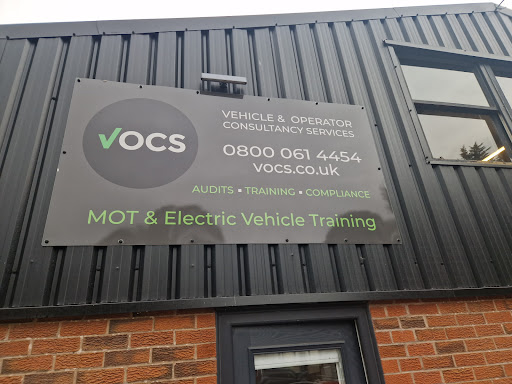 vOCS
VEHICLE & OPERATOR
CONSULTANCY SERVICES
0800 061 4454
vocs.co.uk
AUDITS ▪ TRAINING ▪ COMPLIANCE
MOT & Electric Vehicle Training